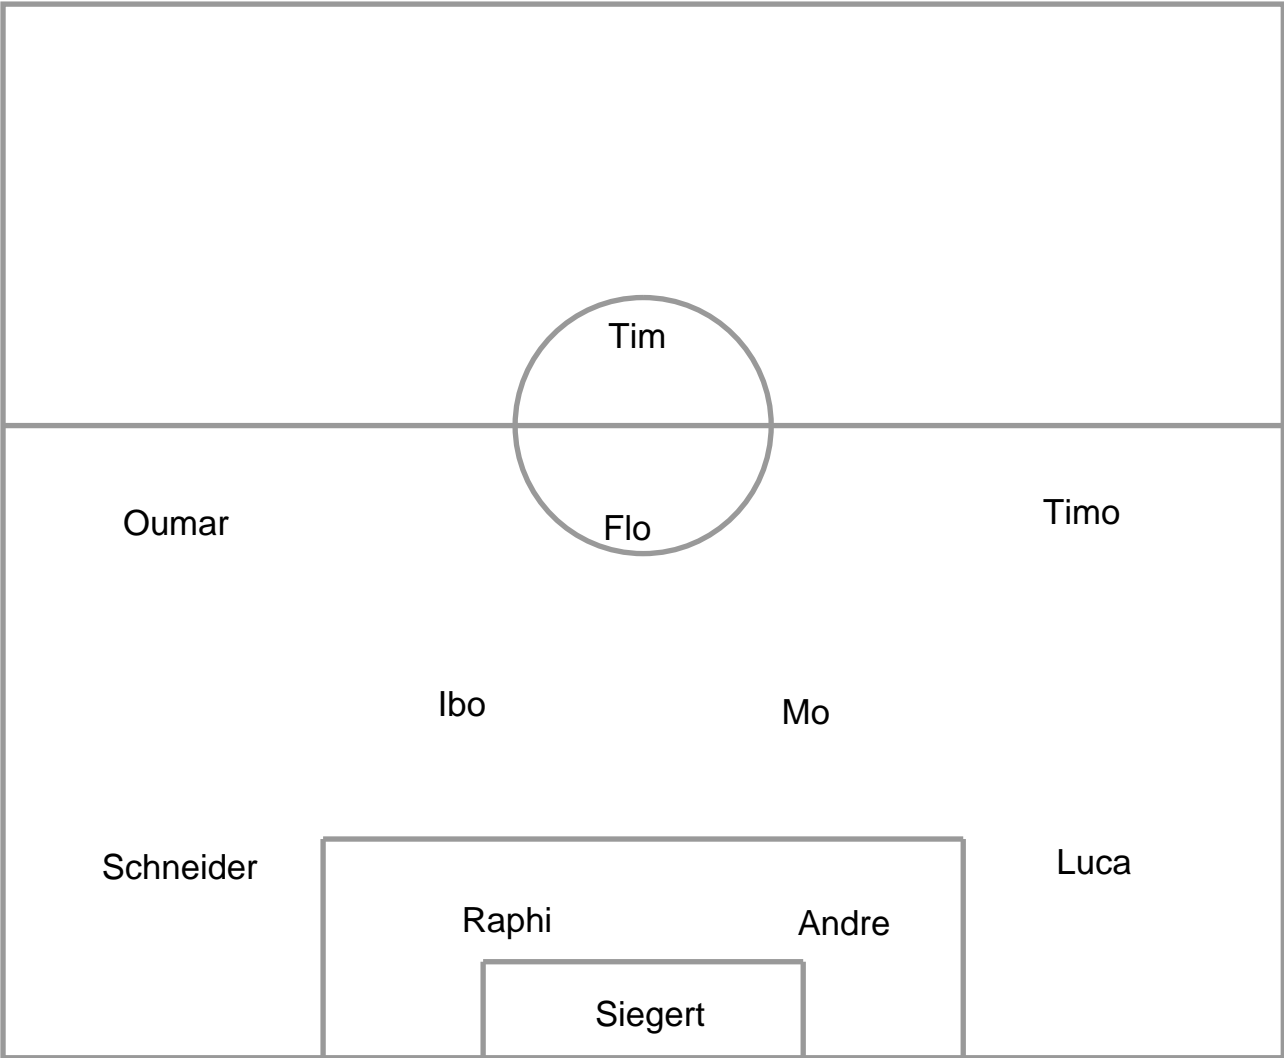 Tim
Oumar
Flo
Timo
Ibo
Mo
Schneider
Luca
Raphi
Andre
Siegert